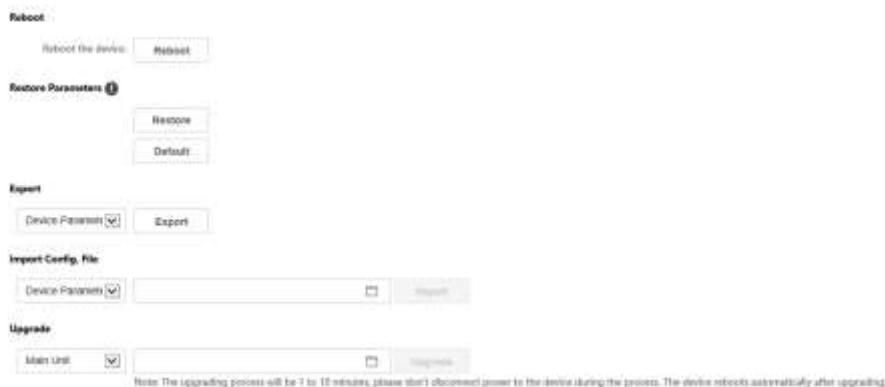 Reboot
Reboot the device. Reboot
Restore Parameters
Restore
Default
Export
Device Paramete Export
Import Config. File
Device Paramete Import
Upgrade
Main Unit Upgrade
Note: The upgrading process will be 1 to 10 minutes, please don't disconnect power to the device during the process. The device reboots automatically after upgrading.